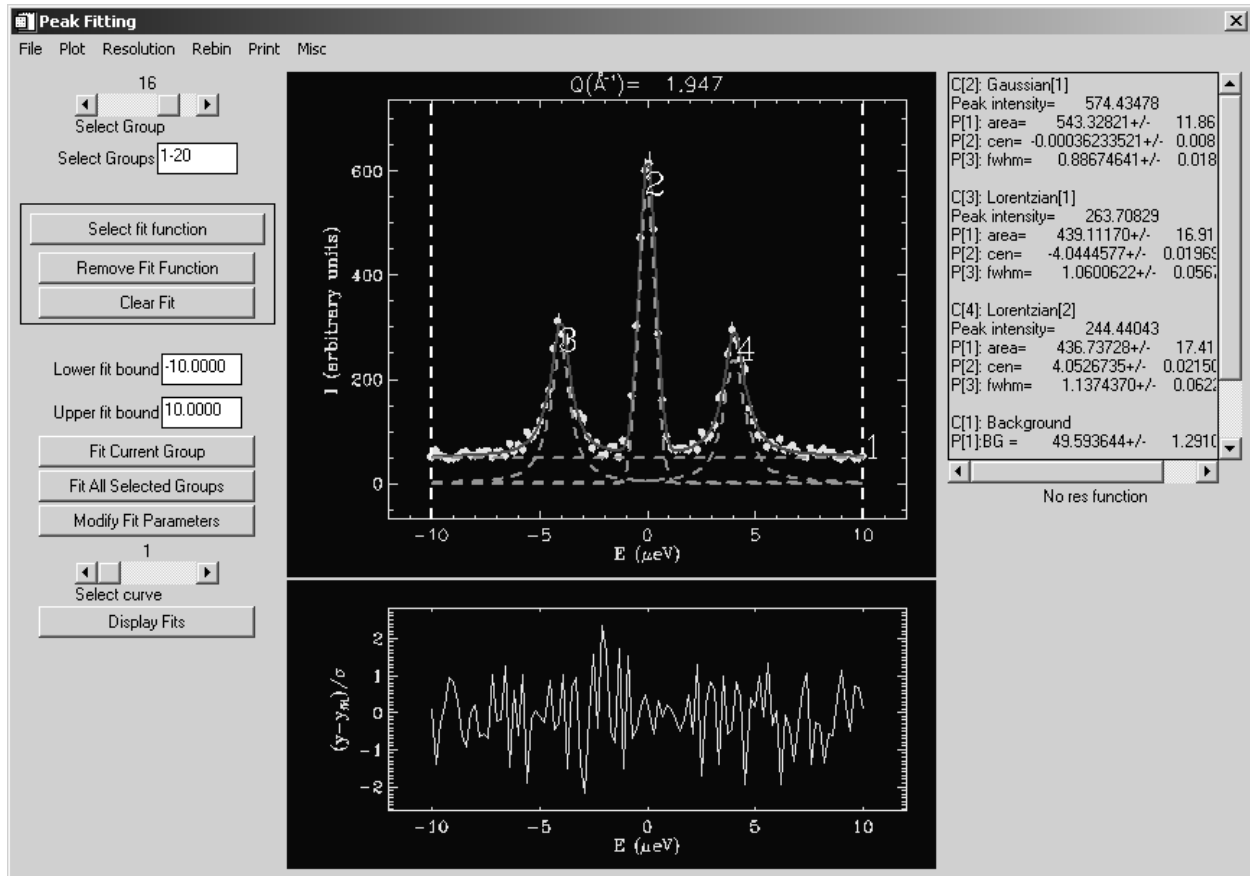 Peak Fitting
File Plot Resolution Rebin Print Misc
16
Select Group
Select Groups 1-20
Select fit function
Remove Fit Function
Clear Fit
Lower fit bound -10.0000
Upper fit bound 10.0000
Fit Current Group
Fit All Selected Groups
Modify Fit Parameters
1
Select curve
Display Fits
Q(Å⁻¹)= 1.947
I (arbitrary units)
600
400
200
0
2
3
4
1
-10 -5 0 5 10
E (μeV)
(y-yM)/σ
2
1
0
-1
-2
-10 -5 0 5 10
E (μeV)
C[2]: Gaussian[1]
Peak intensity= 574.43478
P[1]: area= 543.32821+/- 11.86
P[2]: cen= -0.00036233521+/- 0.008
P[3]: fwhm= 0.88674641+/- 0.018
C[3]: Lorentzian[1]
Peak intensity= 263.70829
P[1]: area= 439.11170+/- 16.91
P[2]: cen= -4.0444577+/- 0.0196
P[3]: fwhm= 1.0600622+/- 0.056
C[4]: Lorentzian[2]
Peak intensity= 244.44043
P[1]: area= 436.73728+/- 17.41
P[2]: cen= 4.0526735+/- 0.0215
P[3]: fwhm= 1.1374370+/- 0.062
C[1]: Background
P[1]:BG = 49.593644+/- 1.291
No res function